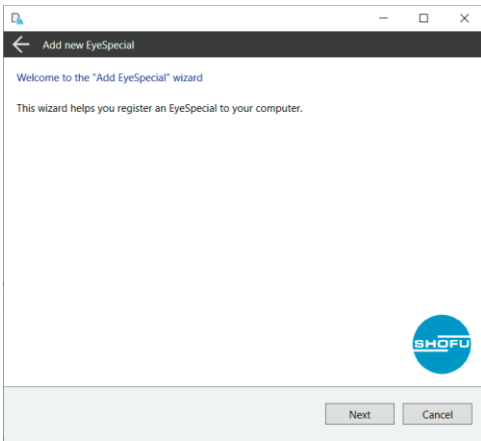 Add new EyeSpecial
Welcome to the "Add EyeSpecial" wizard
This wizard helps you register an EyeSpecial to your computer.
SHOFU
Next
Cancel